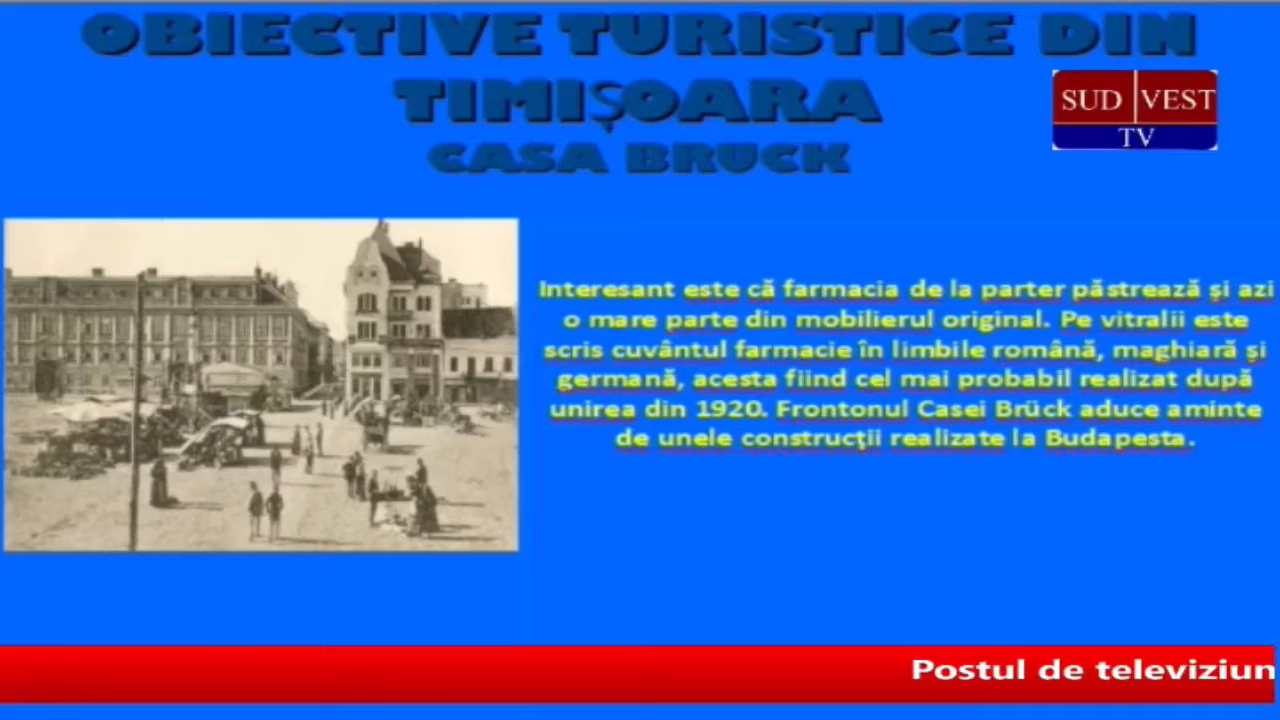 OBIECTIVE TURISTICE DIN
TIMIȘOARA
CASA BRUCK
SUD VEST
TV
Interesant este că farmacia de la parter păstrează și azi
o mare parte din mobilierul original. Pe vitralii este
scris cuvântul farmacie în limbile română, maghiară și
germană, acesta fiind cel mai probabil realizat după
unirea din 1920. Frontonul Casei Brück aduce aminte
de unele construcţii realizate la Budapesta.
Postul de televiziun